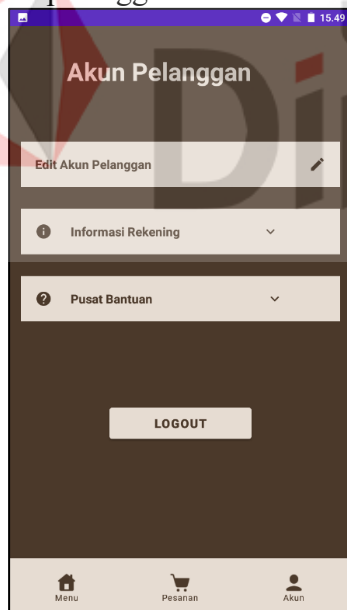 15.49
Akun Pelanggan
Edit Akun Pelanggan
Informasi Rekening
Pusat Bantuan
LOGOUT
Menu Pesanan Akun